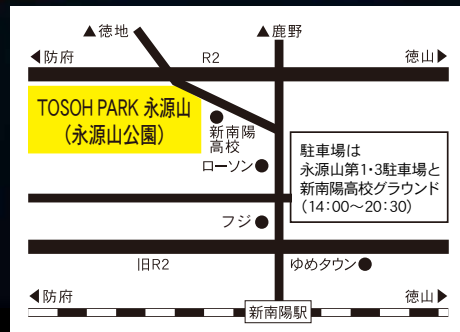 ▲徳地
▲鹿野
◀防府
R2
徳山▶
TOSOH PARK 永源山
(永源山公園)
新南陽
高校
ローソン
駐車場は
永源山第1・3駐車場と
新南陽高校グラウンド
(14:00〜20:30)
フジ
旧R2
ゆめタウン
◀防府
徳山▶
新南陽駅